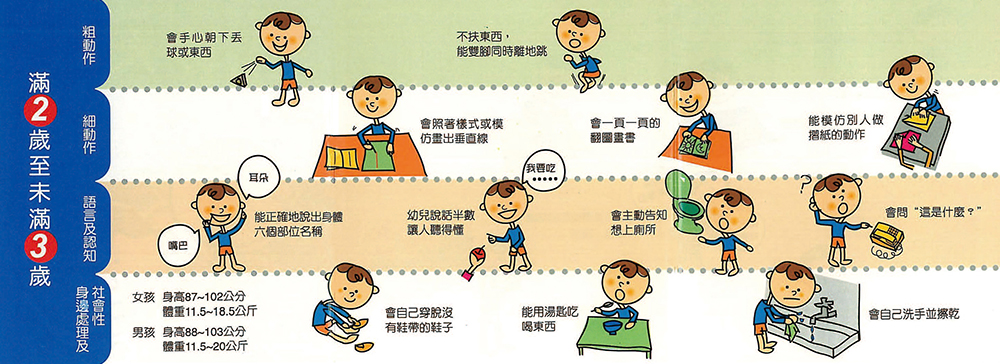 滿2歲至未滿3歲
粗動作
會手心朝下丟
球或東西
不扶東西，
能雙腳同時離地跳
細動作
會照著樣式或模
仿畫出垂直線
會一頁一頁的
翻圖畫書
能模仿別人做
摺紙的動作
語言及認知
耳朵
嘴巴
能正確地說出身體
六個部位名稱
我要吃
……
幼兒說話半數
讓人聽得懂
會主動告知
想上廁所
?
會問“這是什麼？”
社會性
身邊處理及
女孩 身高87~102公分
體重11.5~18.5公斤
男孩 身高88~103公分
體重11.5~20公斤
會自己穿脫沒
有鞋帶的鞋子
能用湯匙吃
喝東西
會自己洗手並擦乾